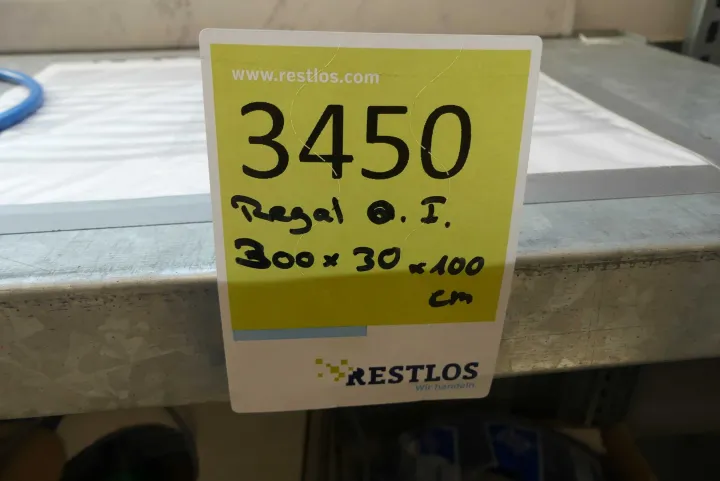 www.restlos.com
3450
Regal o. I.
300 x 30 x 100
cm
RESTLOS
Wir handeln.